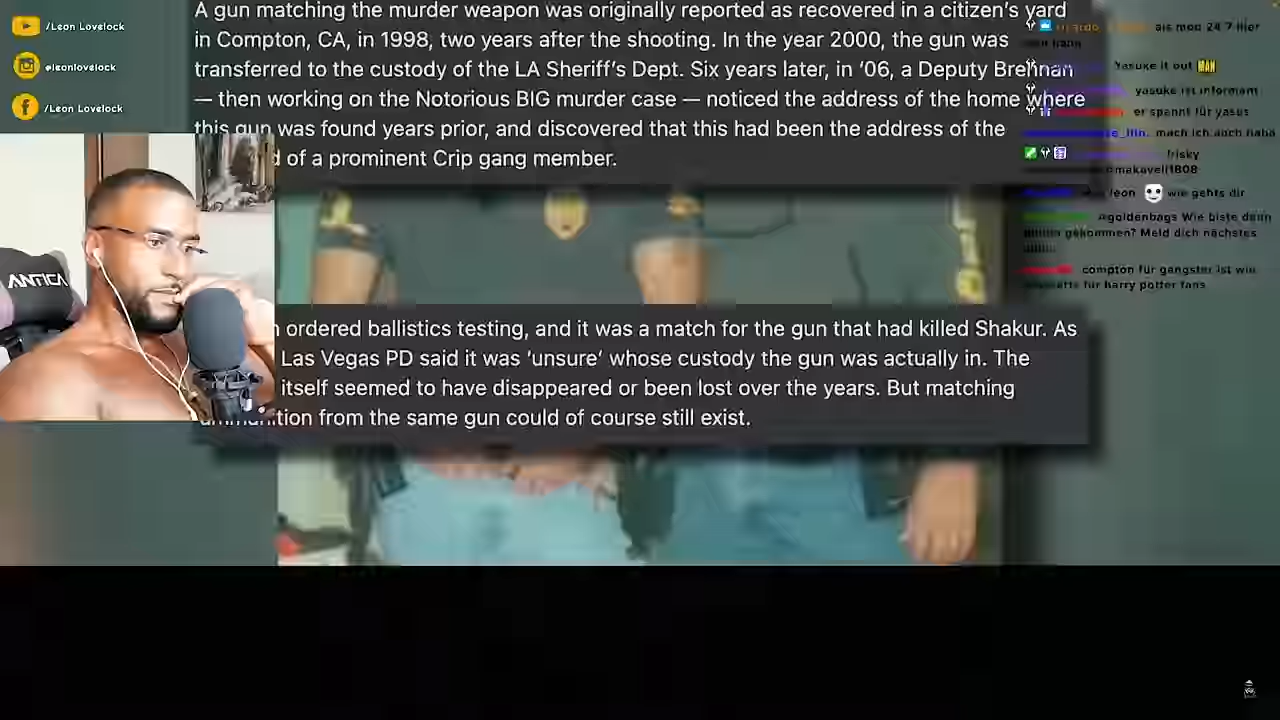 /Leon Lovelock
@leonlovelock
/Leon Lovelock
A gun matching the murder weapon was originally reported as recovered in a citizen's yard
in Compton, CA, in 1998, two years after the shooting. In the year 2000, the gun was
transferred to the custody of the LA Sheriff's Dept. Six years later, in '06, a Deputy Brennan
— then working on the Notorious BIG murder case — noticed the address of the home where
this gun was found years prior, and discovered that this had been the address of the
d of a prominent Crip gang member.
ANTICA
ordered ballistics testing, and it was a match for the gun that had killed Shakur. As
Las Vegas PD said it was 'unsure' whose custody the gun was actually in. The
itself seemed to have disappeared or been lost over the years. But matching
from the same gun could of course still exist.
als mod 24 7 hier
Yasuke it out MAN
yasuke ist informant
er spannt für yasus
mach ich auch haha
frisky
leon wie gehts dir
@goldenbags Wie biste denn
gekommen? Meld dich nächstes
compton für gangster ist wie
für harry potter fans